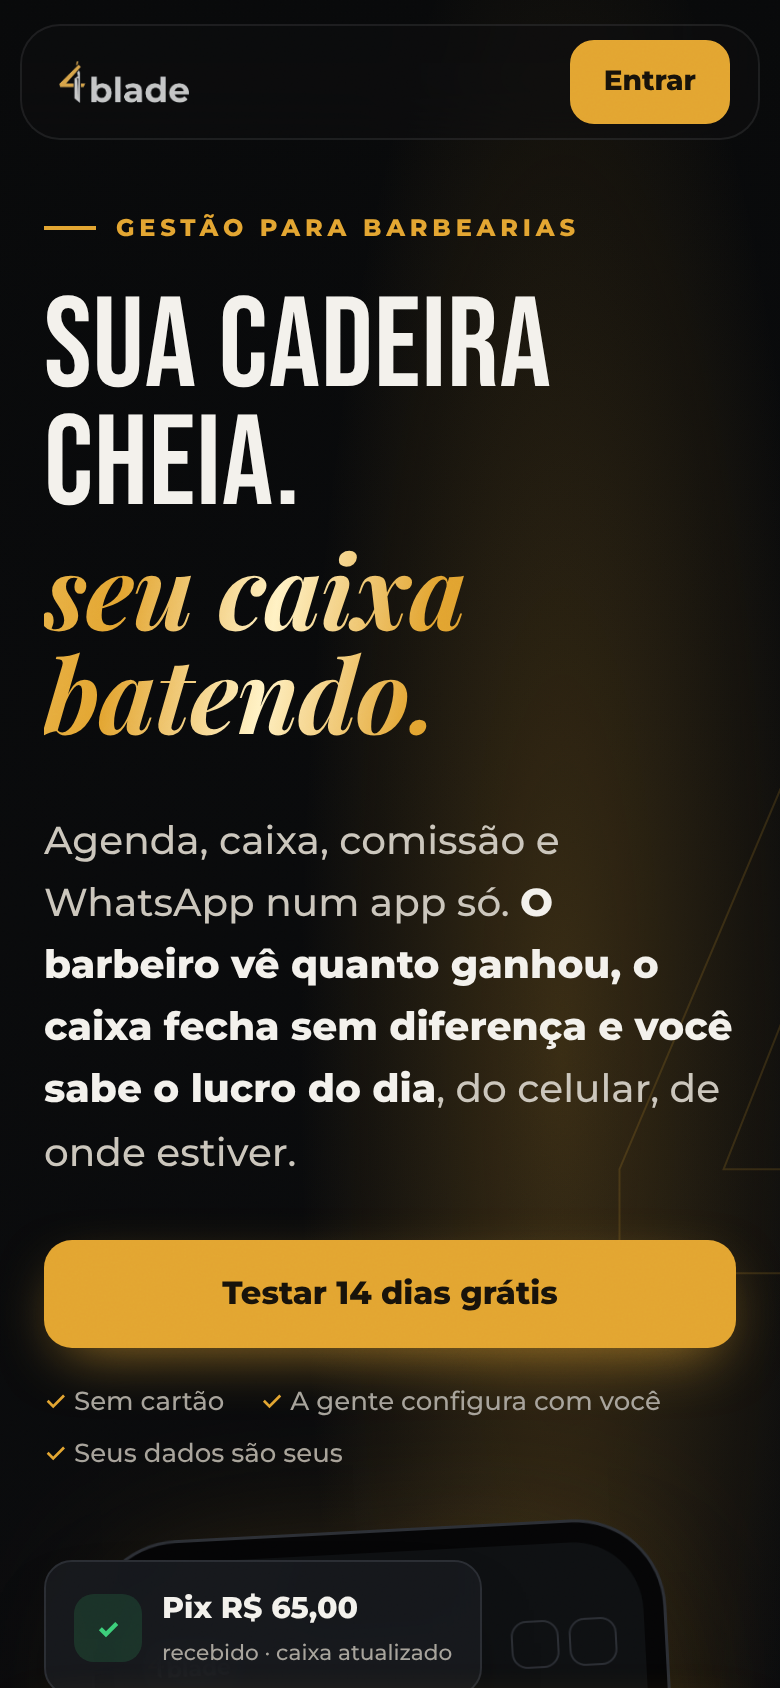 4blade
Entrar
GESTÃO PARA BARBEARIAS
SUA CADEIRA
CHEIA.
seu caixa
batendo.
Agenda, caixa, comissão e
WhatsApp num app só. O
barbeiro vê quanto ganhou, o
caixa fecha sem diferença e você
sabe o lucro do dia, do celular, de
onde estiver.
Testar 14 dias grátis
✓ Sem cartão ✓ A gente configura com você
✓ Seus dados são seus
Pix R$ 65,00
recebido · caixa atualizado